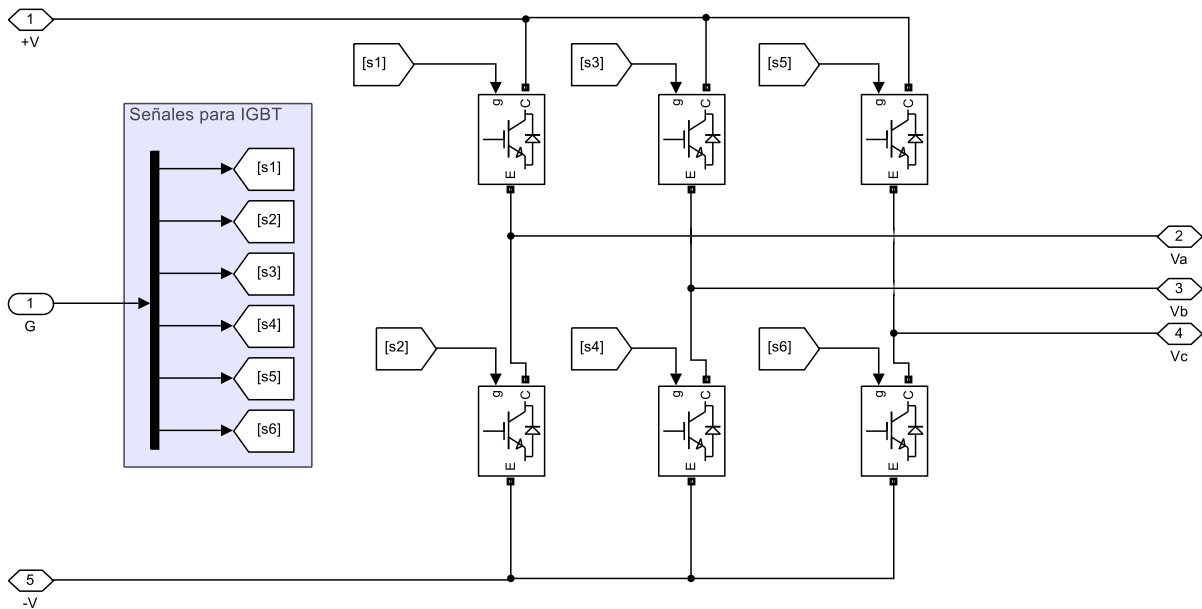 1
+V
[s1]
[s3]
[s5]
g
C
E
g
C
E
g
C
E
Señales para IGBT
[s1]
[s2]
[s3]
[s4]
[s5]
[s6]
1
G
2
Va
3
Vb
4
Vc
[s2]
[s4]
[s6]
g
C
E
g
C
E
g
C
E
5
-V